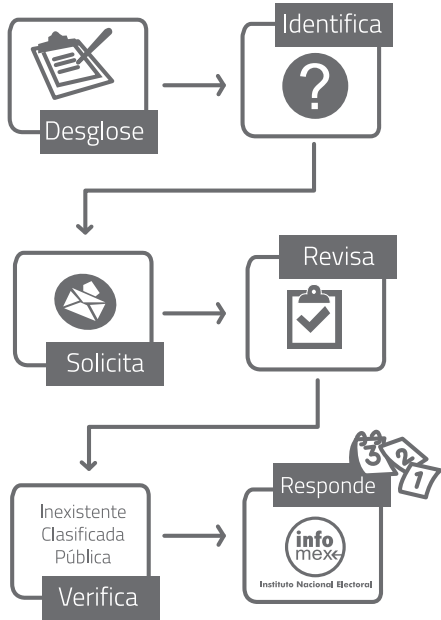 Desglose
Identifica
?
Solicita
Revisa
Inexistente
Clasificada
Pública
Verifica
3
2
1
Responde
info
mex
Instituto Nacional Electoral